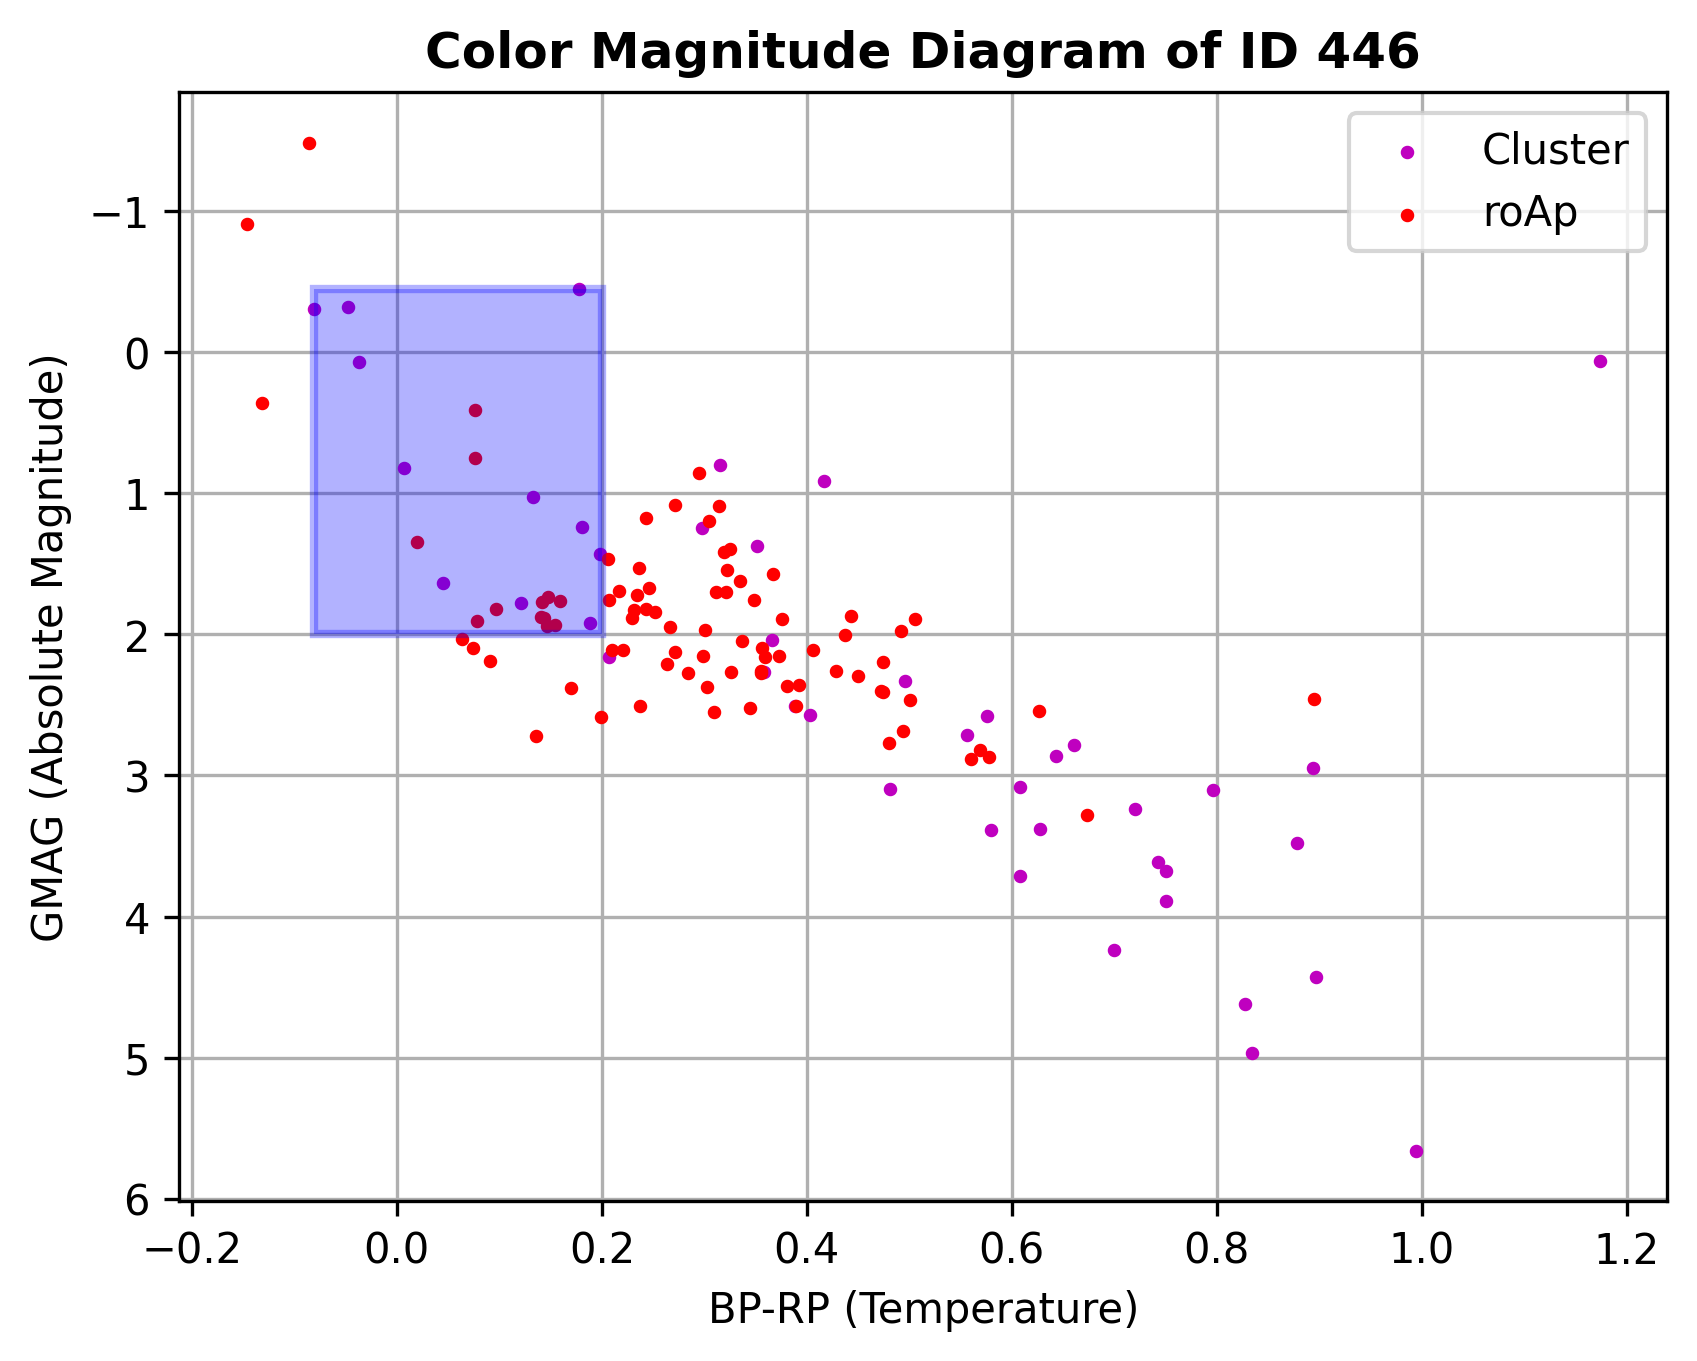 Color Magnitude Diagram of ID 446
Cluster
roAp
−1
0
1
2
3
4
5
6
GMAG (Absolute Magnitude)
−0.2 0.0 0.2 0.4 0.6 0.8 1.0 1.2
BP-RP (Temperature)